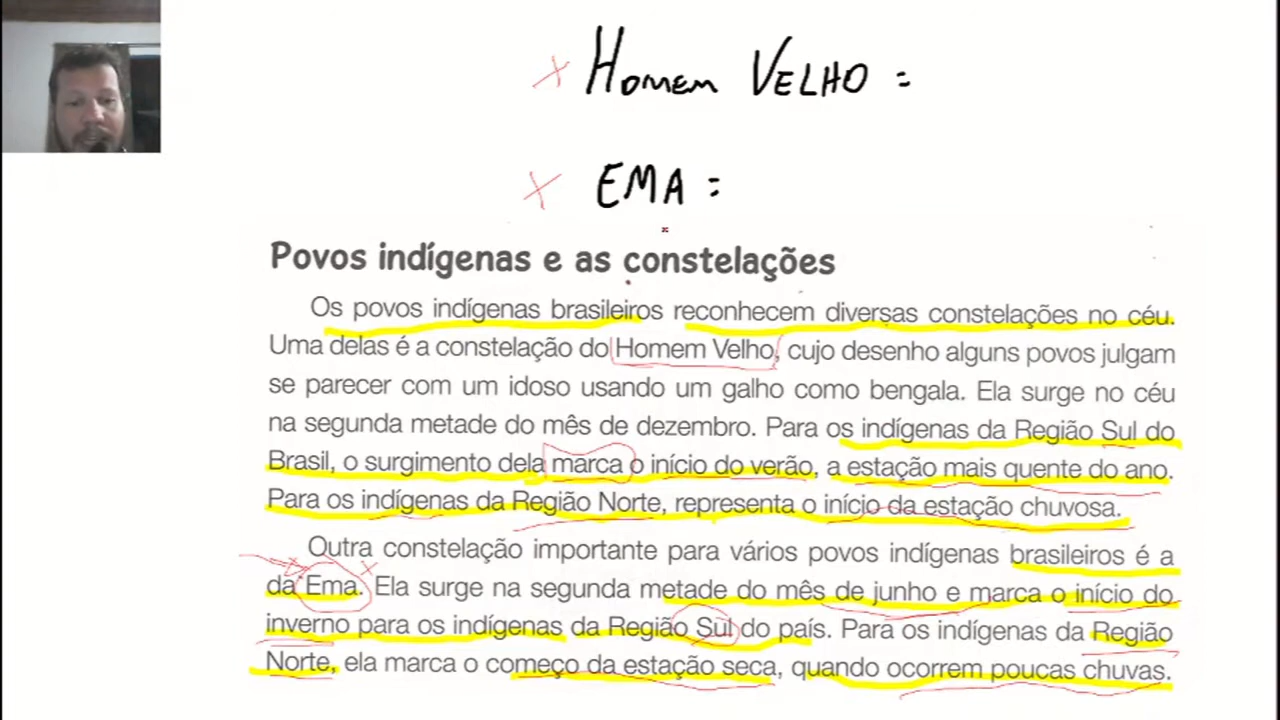 Homem VELHO =
EMA =
Povos indígenas e as constelações
Os povos indígenas brasileiros reconhecem diversas constelações no céu.
Uma delas é a constelação do Homem Velho, cujo desenho alguns povos julgam
se parecer com um idoso usando um galho como bengala. Ela surge no céu
na segunda metade do mês de dezembro. Para os indígenas da Região Sul do
Brasil, o surgimento dela marca o início do verão, a estação mais quente do ano.
Para os indígenas da Região Norte, representa o início da estação chuvosa.
Outra constelação importante para vários povos indígenas brasileiros é a
da Ema. Ela surge na segunda metade do mês de junho e marca o início do
inverno para os indígenas da Região Sul do país. Para os indígenas da Região
Norte, ela marca o começo da estação seca, quando ocorrem poucas chuvas.